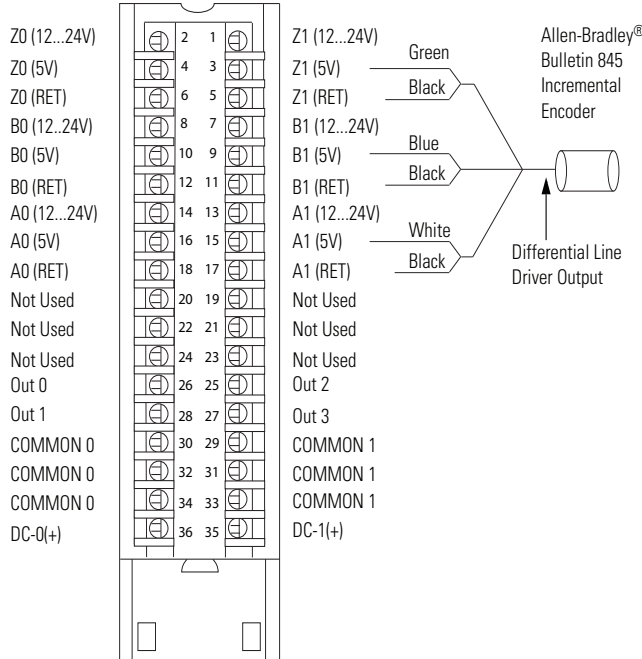 Z0 (12...24V) 2 1 Z1 (12...24V)
Z0 (5V) 4 3 Z1 (5V) Green
Z0 (RET) 6 5 Z1 (RET) Black
B0 (12..24V) 8 7 B1 (12...24V)
B0 (5V) 10 9 B1 (5V) Blue
B0 (RET) 12 11 B1 (RET) Black
A0 (12...24V) 14 13 A1 (12...24V)
A0 (5V) 16 15 A1 (5V) White
A0 (RET) 18 17 A1 (RET) Black
Not Used 20 19 Not Used
Not Used 22 21 Not Used
Not Used 24 23 Not Used
Out 0 26 25 Out 2
Out 1 28 27 Out 3
COMMON 0 30 29 COMMON 1
COMMON 0 32 31 COMMON 1
COMMON 0 34 33 COMMON 1
DC-0(+) 36 35 DC-1(+)
Allen-Bradley®
Bulletin 845
Incremental
Encoder
Differential Line
Driver Output